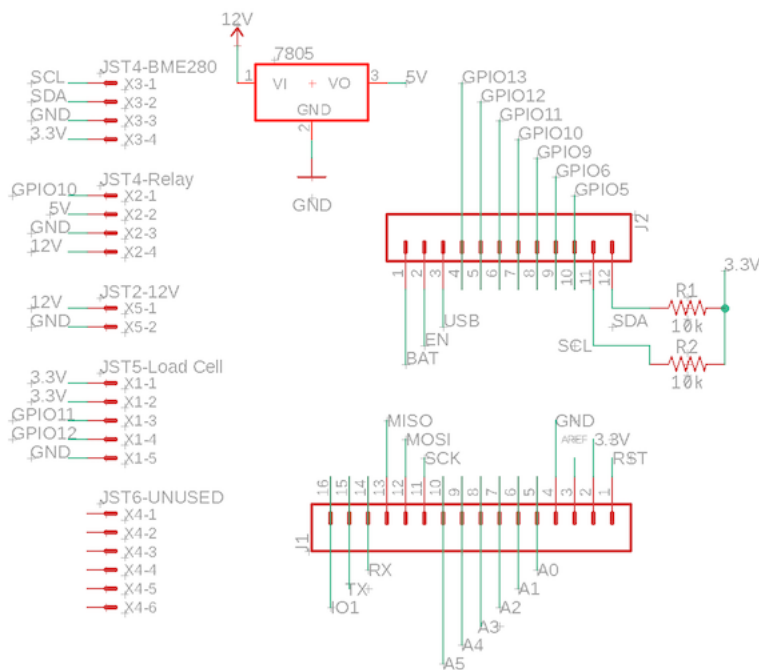 12V
7805
1
VI
VO
3
5V
GND
2
GND
JST4-BME280
SCL
X3-1
SDA
X3-2
GND
X3-3
3.3V
X3-4
JST4-Relay
GPIO10
X2-1
5V
X2-2
GND
X2-3
12V
X2-4
JST2-12V
12V
X5-1
GND
X5-2
JST5-Load Cell
3.3V
X1-1
3.3V
X1-2
GPIO11
X1-3
GPIO12
X1-4
GND
X1-5
JST6-UNUSED
X4-1
X4-2
X4-3
X4-4
X4-5
X4-6
GPIO13
GPIO12
GPIO11
GPIO10
GPIO9
GPIO6
GPIO5
J2
1
2
3
4
5
6
7
8
9
10
11
12
USB
EN
BAT
SDA
SCL
3.3V
R1
10k
R2
10k
MISO
MOSI
SCK
GND
AREF
3.3V
RST
16
15
14
13
12
11
10
9
8
7
6
5
4
3
2
1
J1
RX
TX
IO1
A0
A1
A2
A3
A4
A5